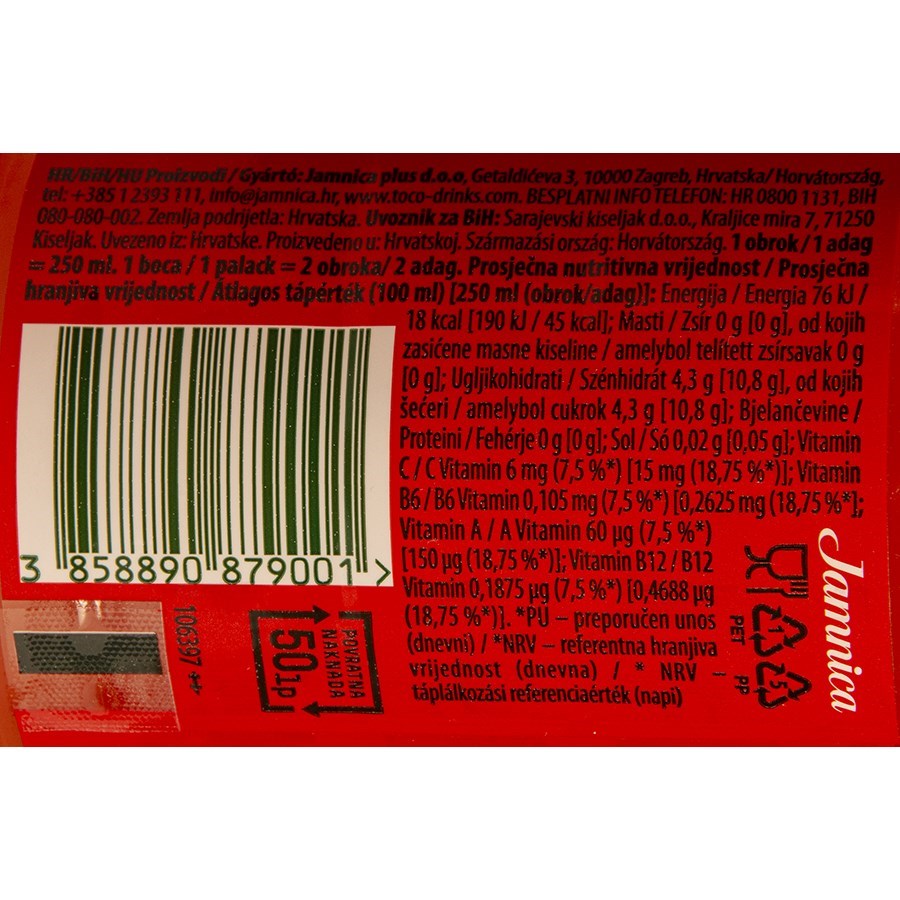 HR/BiH/HU Proizvodi / Gyártó: Jamnica plus d.o.o, Getaldićeva 3, 10000 Zagreb, Hrvatska/ Horvátország,
tel: +385 1 2393 111, info@jamnica.hr, www.toco-drinks.com. BESPLATNI INFO TELEFON: HR 0800 1131, BIH
080-080-002. Zemlja podrijetla: Hrvatska. Uvoznik za BiH: Sarajevski kiseljak d.o.o., Kraljice mira 7, 71250
Kiseljak. Uvezeno iz: Hrvatske. Proizvedeno u: Hrvatskoj. Származási ország: Horvátország. 1 obrok / 1 adag
= 250 ml. 1 boca / 1 palack = 2 obroka/ 2 adag. Prosječna nutritivna vrijednost / Prosječna
hranjiva vrijednost / Átlagos tápérték (100 ml) [250 ml (obrok/adag)]: Energija / Energia 76 kJ /
18 kcal [190 kJ / 45 kcal]; Masti / Zsír 0 g [0 g], od kojih
zasićene masne kiseline / amelybol telített zsírsavak 0 g
[0 g]; Ugljikohidrati / Szénhidrát 4,3 g [10,8 g], od kojih
šećeri / amelybol cukrok 4,3 g [10,8 g]; Bjelančevine /
Proteini / Fehérje 0 g [0 g]; Sol / Só 0,02 g [0,05 g]; Vitamin
C / C Vitamin 6 mg (7,5 %*) [15 mg (18,75 %*)]; Vitamin
B6 / B6 Vitamin 0,105 mg (7,5 %*) [0,2625 mg (18,75 %*];
Vitamin A / A Vitamin 60 µg (7,5 %*)
[150 µg (18,75 %*)]; Vitamin B12 / B12
Vitamin 0,1875 µg (7,5 %*) [0,4688 µg
(18,75 %*)]. *PU – preporučen unos
(dnevni) / *NRV – referentna hranjiva
vrijednost (dnevna) / * NRV –
táplálkozási referenciaérték (napi)
3 858890 879001 >
106397
POVRATNA
NAKNADA
50 lp
1
PET
5
PP
Jamnica